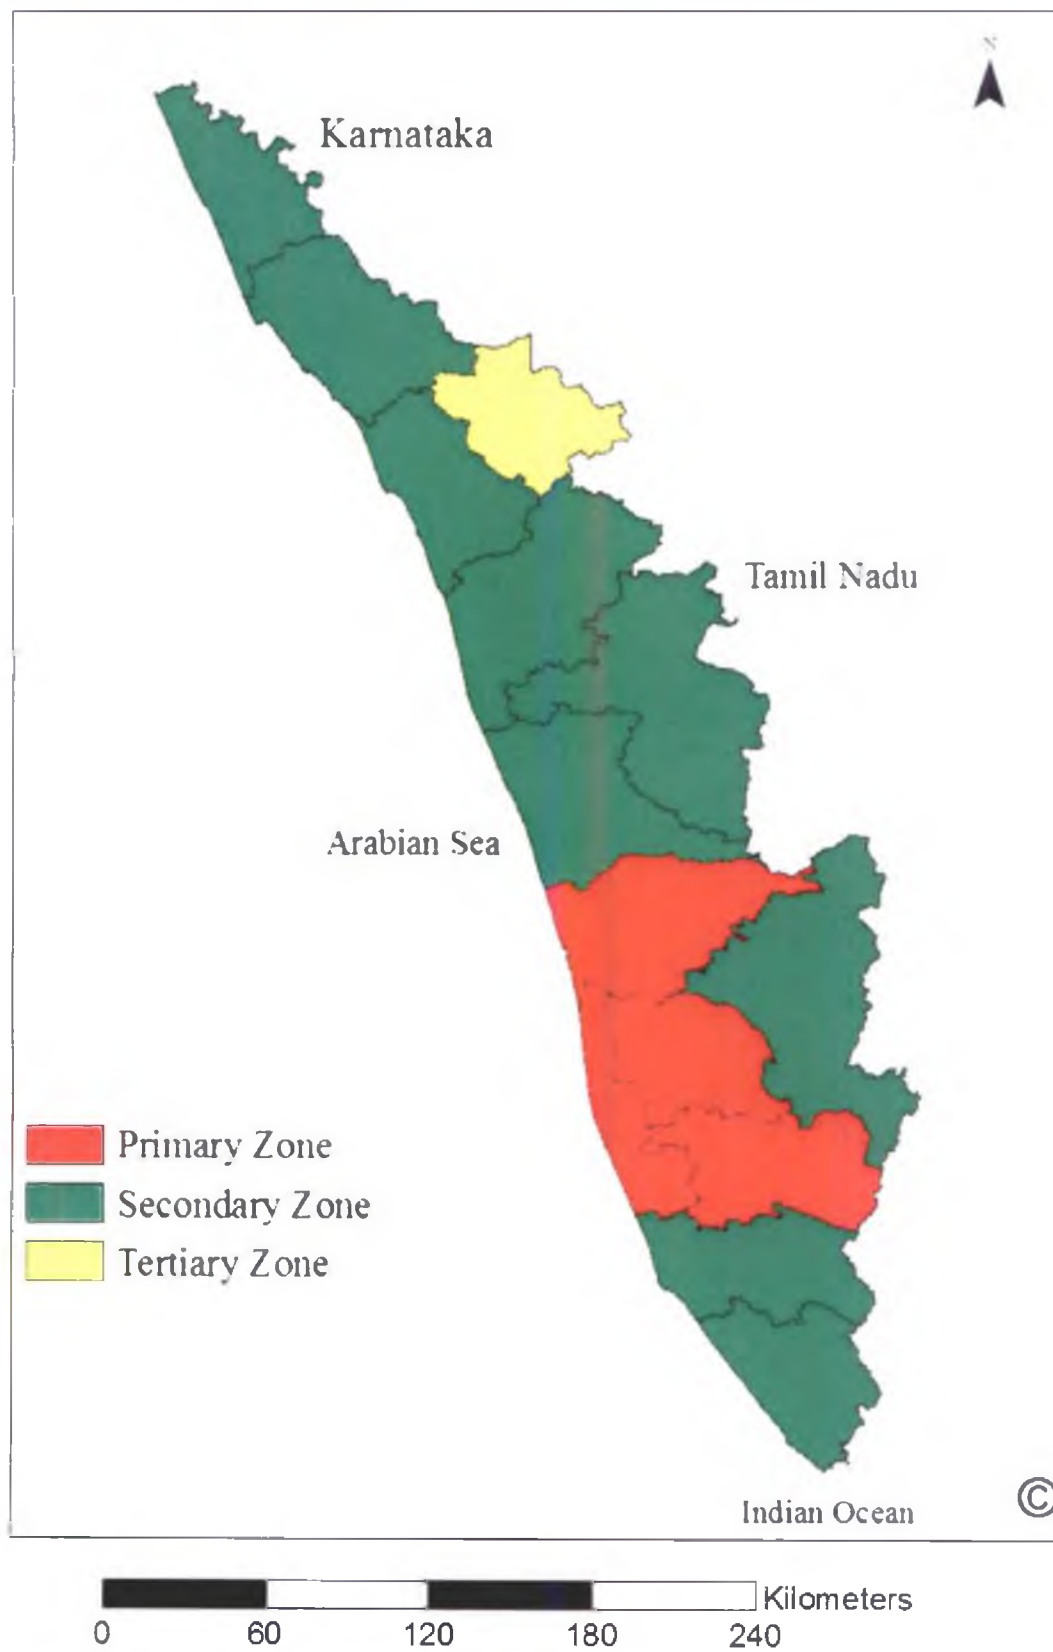 N
Karnataka
Tamil Nadu
Arabian Sea
Primary Zone
Secondary Zone
Tertiary Zone
Indian Ocean
©
Kilometers
0 60 120 180 240